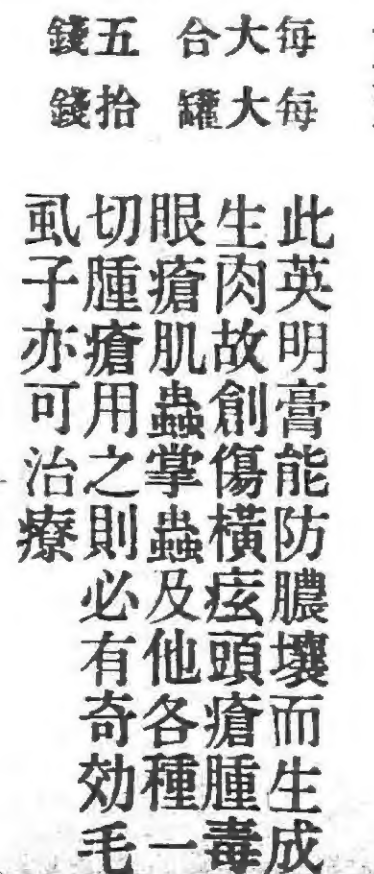 每大合 五錢
每大罐 拾錢
此英明膏能防膿壞而生成
生肉故創傷橫痃頭瘡腫毒
眼瘡肌蟲掌蟲及他各種一
切腫瘡用之則必有奇効毛
虱子亦可治療